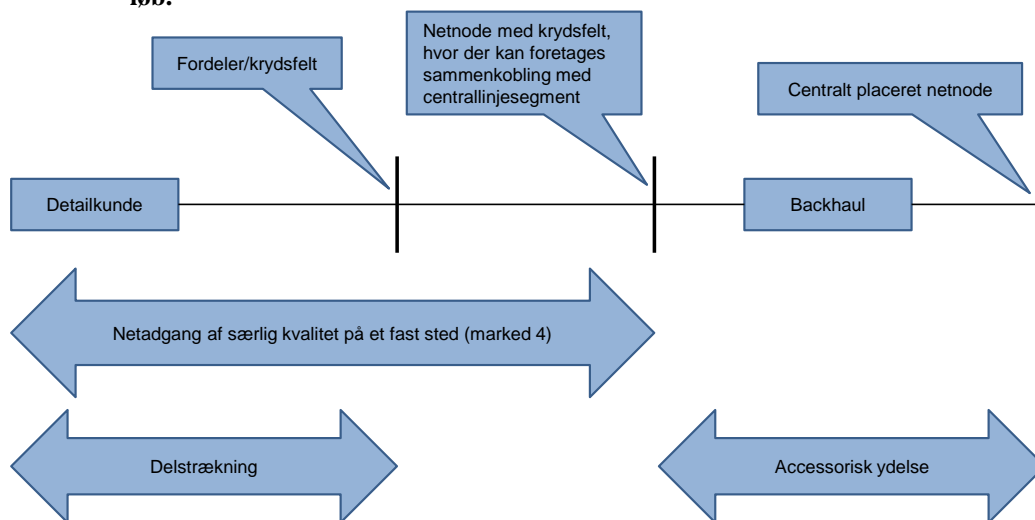 løb.
Fordeler/krydsfelt
Netnode med krydsfelt,
hvor der kan foretages
sammenkobling med
centrallinjesegment
Centralt placeret netnode
Detailkunde
Backhaul
Netadgang af særlig kvalitet på et fast sted (marked 4)
Delstrækning
Accessorisk ydelse